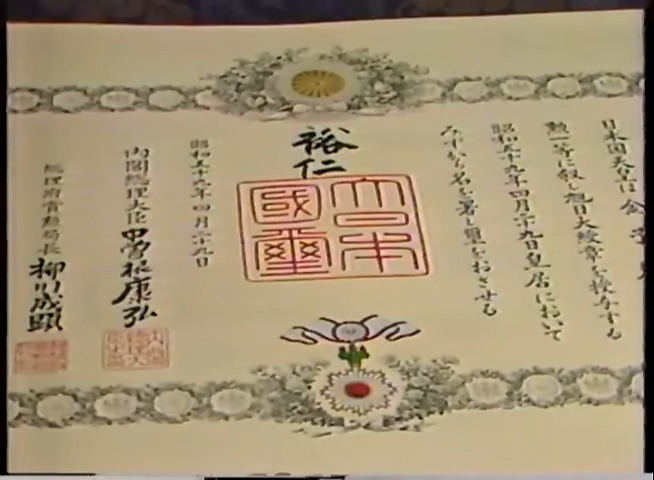 日本国天皇は
勲一等に叙し旭日大綬章を授与する
昭和五十九年四月二十九日皇居において
みずから名を署し璽をおさせる
裕仁
大日本國璽
昭和五十九年四月二十九日
内閣総理大臣中曽根康弘
総理府賞勲局長柳川成顕